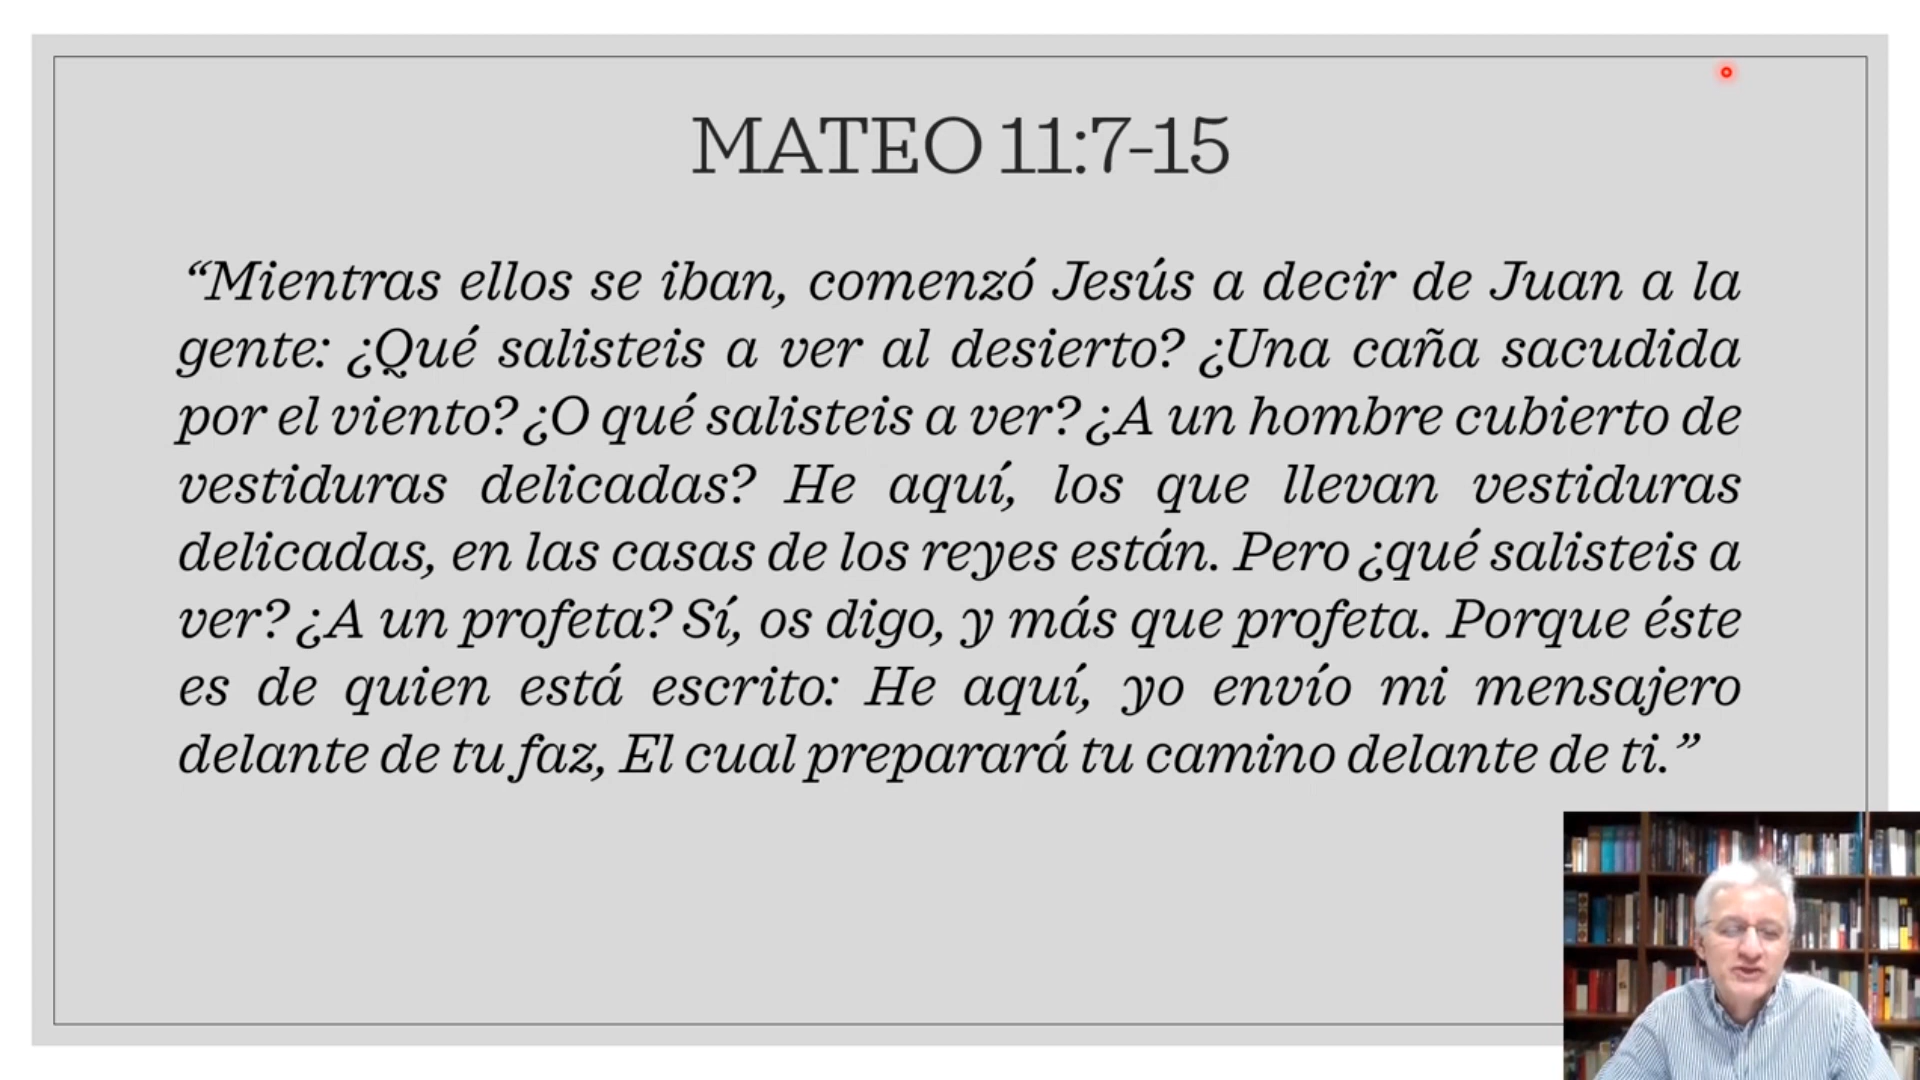 MATEO 11:7-15
“Mientras ellos se iban, comenzó Jesús a decir de Juan a la
gente: ¿Qué salisteis a ver al desierto? ¿Una caña sacudida
por el viento? ¿O qué salisteis a ver? ¿A un hombre cubierto de
vestiduras delicadas? He aquí, los que llevan vestiduras
delicadas, en las casas de los reyes están. Pero ¿qué salisteis a
ver? ¿A un profeta? Sí, os digo, y más que profeta. Porque éste
es de quien está escrito: He aquí, yo envío mi mensajero
delante de tu faz, El cual preparará tu camino delante de ti.”